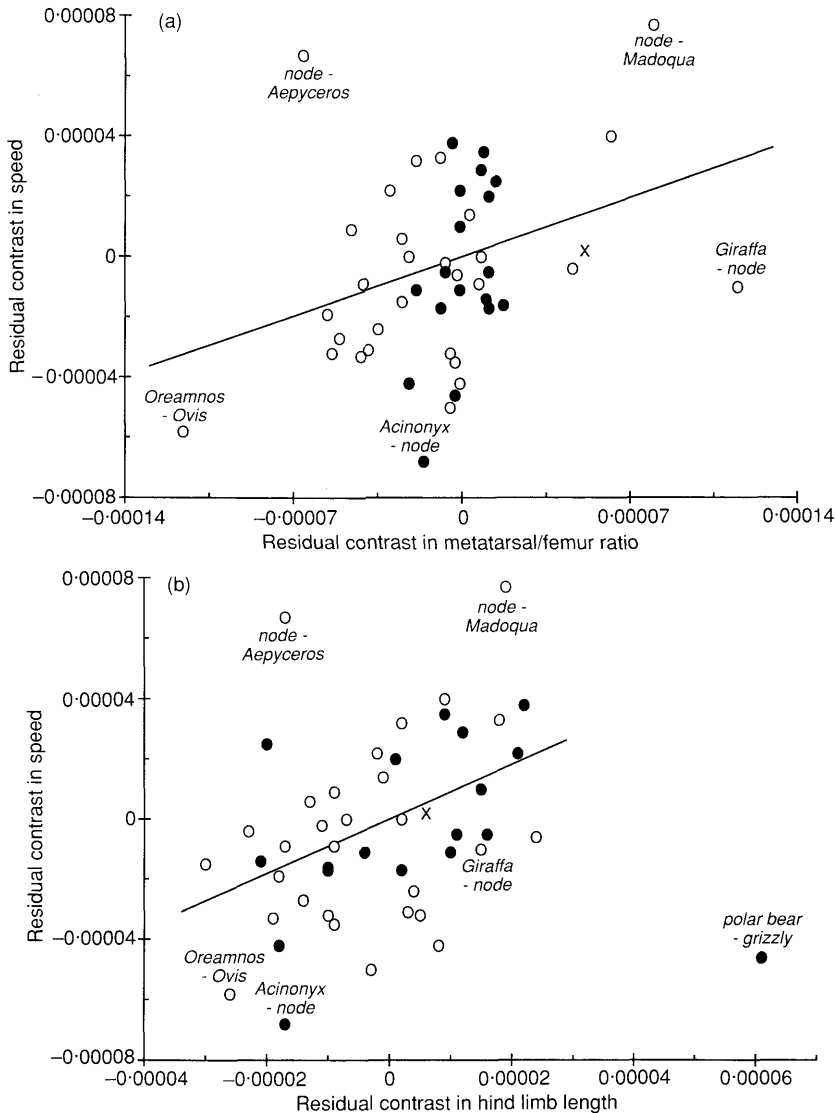 (a)
0·00008
0·00004
0
−0·00004
−0·00008
Residual contrast in speed
node -
Aepyceros
node -
Madoqua
X
Giraffa
- node
Oreamnos
- Ovis
Acinonyx
- node
−0·00014
−0·00007
0
0·00007
0·00014
Residual contrast in metatarsal/femur ratio
(b)
0·00008
0·00004
0
−0·00004
−0·00008
Residual contrast in speed
node -
Aepyceros
node -
Madoqua
X
Giraffa
- node
polar bear
- grizzly
Oreamnos
- Ovis
Acinonyx
- node
−0·00004
−0·00002
0
0·00002
0·00004
0·00006
Residual contrast in hind limb length